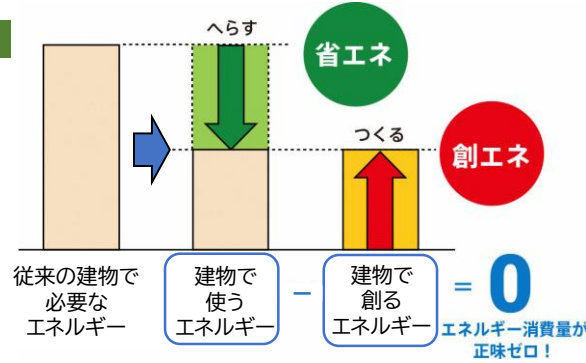 へらす
省エネ
つくる
創エネ
従来の建物で
必要な
エネルギー
建物で
使う
エネルギー
−
建物で
創る
エネルギー
= 0
エネルギー消費量が
正味ゼロ！